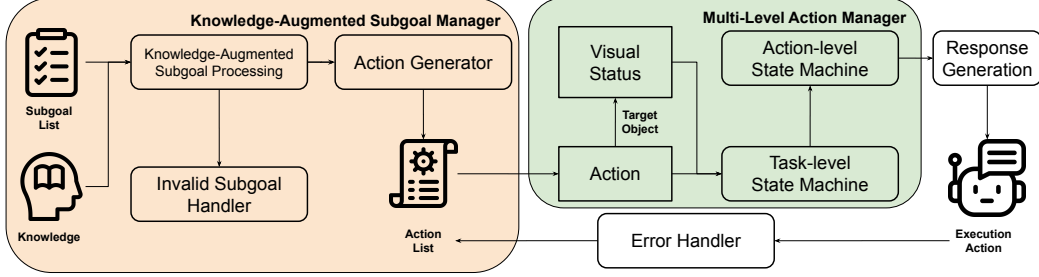 Knowledge-Augmented Subgoal Manager
Subgoal
List
Knowledge
Knowledge-Augmented
Subgoal Processing
Action Generator
Invalid Subgoal
Handler
Action
List
Multi-Level Action Manager
Visual
Status
Target
Object
Action
Action-level
State Machine
Task-level
State Machine
Response
Generation
Execution
Action
Error Handler